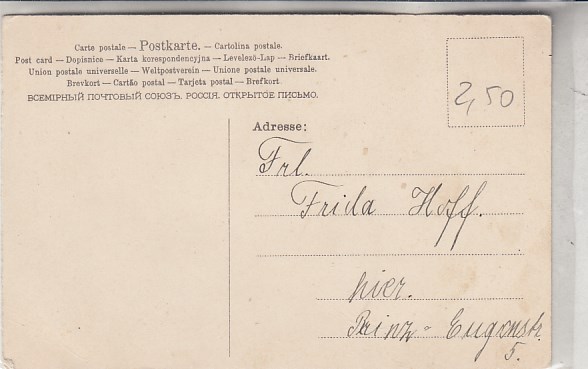 Carte postale — Postkarte. — Cartolina postale.
Post card — Dopisnice — Karta korespondencyjna — Levelező-Lap — Briefkaart.
Union postale universelle — Weltpostverein — Unione postale universale.
Brevkort — Cartão postal — Tarjeta postal — Brefkort.
ВСЕМІРНЫЙ ПОЧТОВЫЙ СОЮЗЪ. РОССІЯ. ОТКРЫТОЕ ПИСЬМО.
2,50
Adresse:
Frl.
Frida Hoff.
hier.
Prinz-Eugenstr.
5.